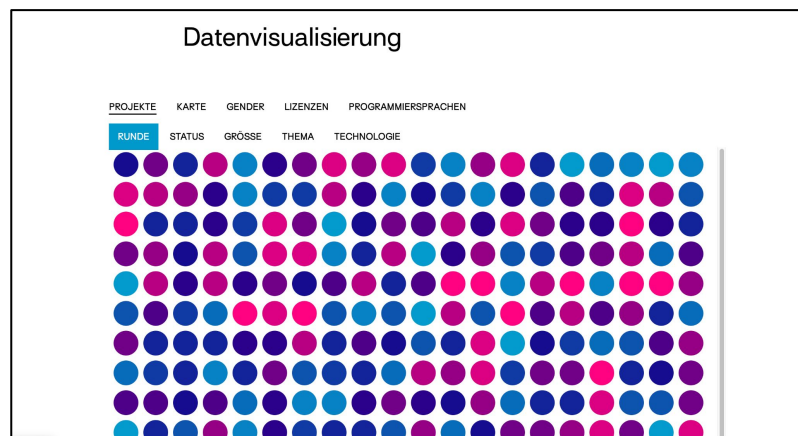 Datenvisualisierung
PROJEKTE KARTE GENDER LIZENZEN PROGRAMMIERSPRACHEN
RUNDE STATUS GRÖSSE THEMA TECHNOLOGIE